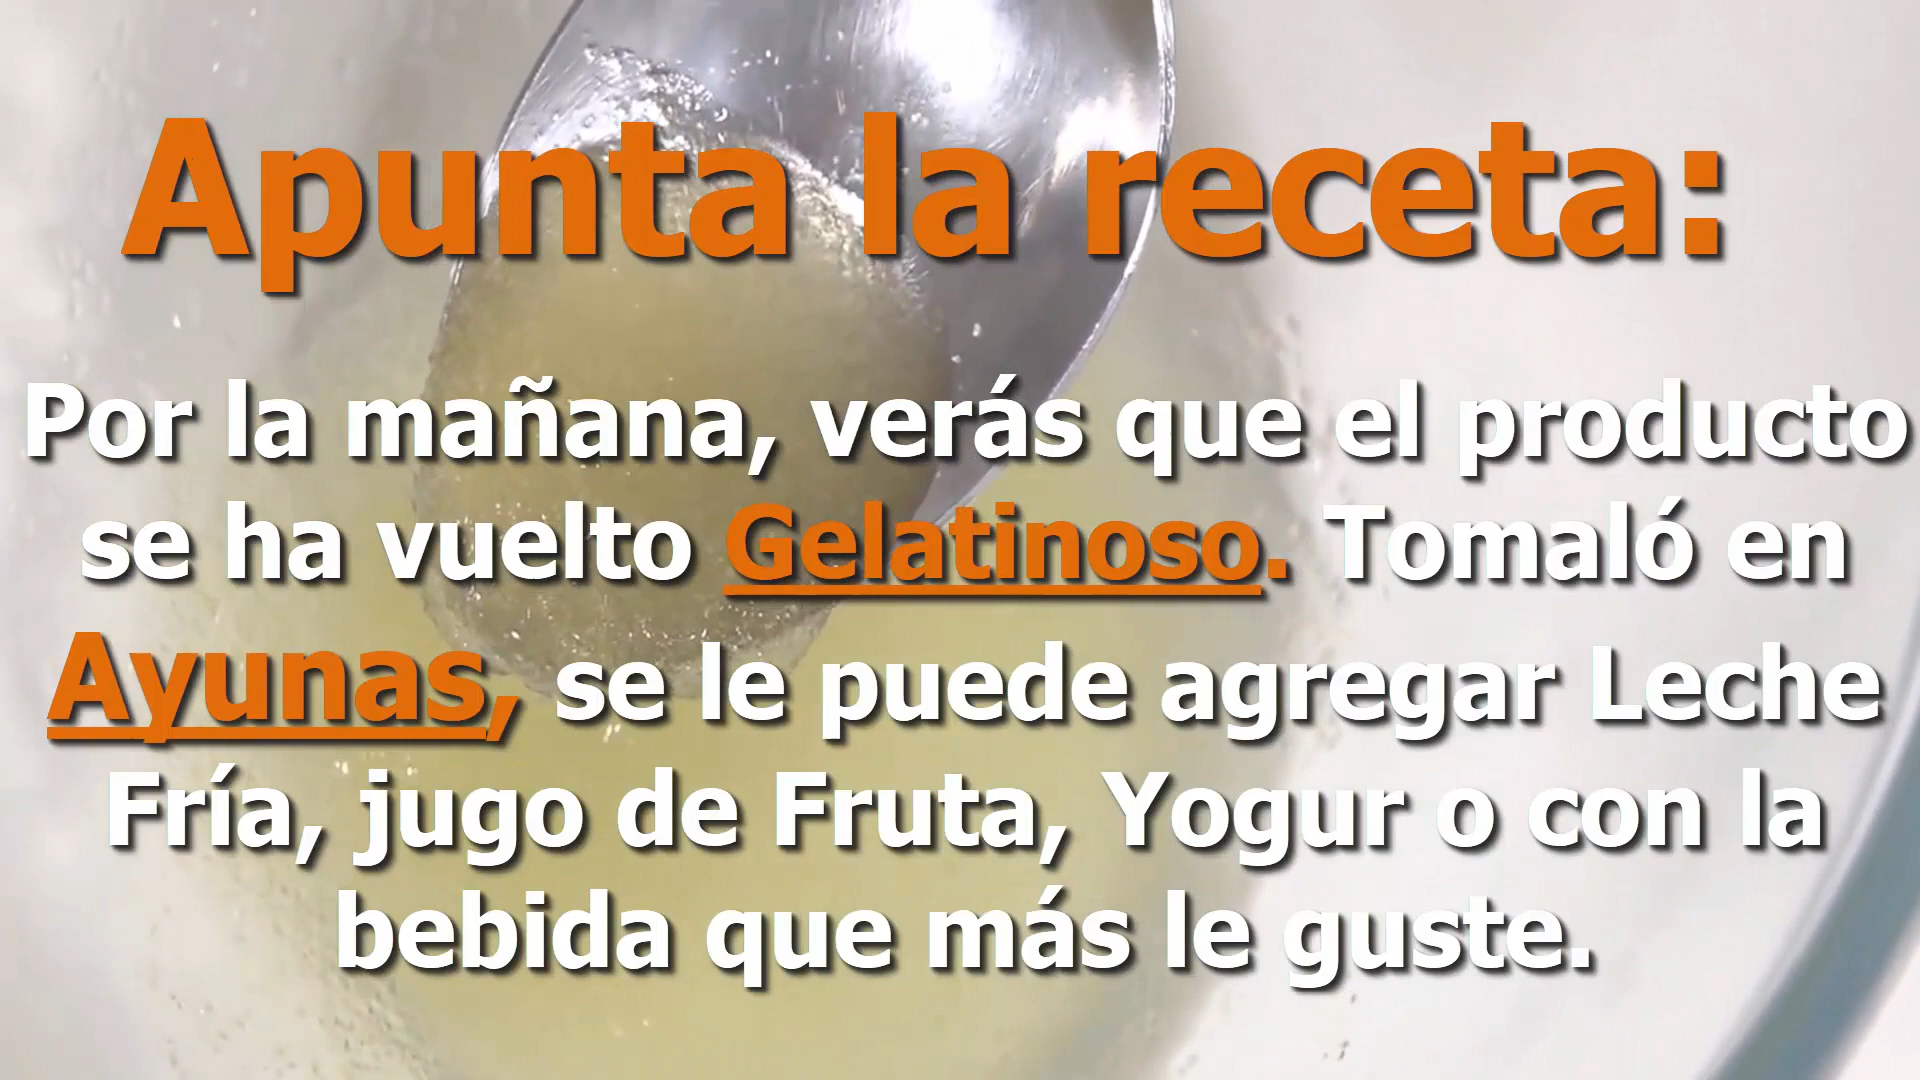 Apunta la receta:
Por la mañana, verás que el producto
se ha vuelto Gelatinoso. Tomaló en
Ayunas, se le puede agregar Leche
Fría, jugo de Fruta, Yogur o con la
bebida que más le guste.